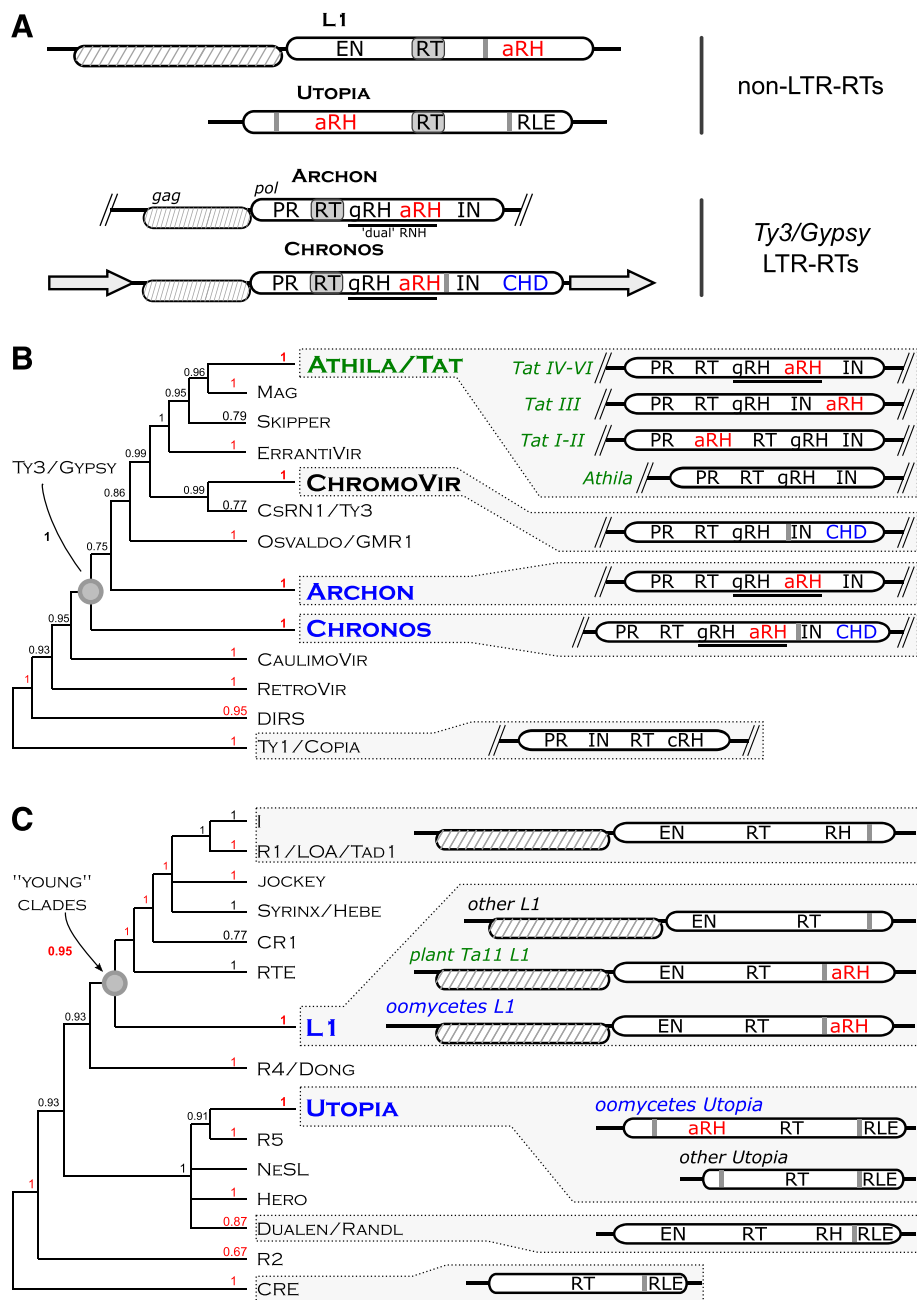 A
L1
EN RT aRH
non-LTR-RTs
UTOPIA
aRH RT RLE
ARCHON
gag pol
PR RT gRH aRH IN
'dual' RNH
Ty3/Gypsy
LTR-RTs
CHRONOS
PR RT gRH aRH IN CHD
B
1 ATHILA/TAT
Tat IV-VI PR RT gRH aRH IN
0.96
1 MAG
Tat III PR RT gRH IN aRH
0.95
0.79 SKIPPER
Tat I-II PR aRH RT gRH IN
1
1 ERRANTIVIR
0.99
TY3/GYPSY
Athila PR RT gRH IN
1 CHROMOVIR
0.99
0.86
0.77 CSRN1/TY3
PR RT gRH IN CHD
1
1 OSVALDO/GMR1
0.75
1 ARCHON
PR RT gRH aRH IN
0.95
1 CHRONOS
PR RT gRH aRH IN CHD
0.93
1 CAULIMOVIR
1
1 RETROVIR
0.95 DIRS
1 TY1/COPIA
PR IN RT cRH
C
1 I
1
EN RT RH
1 R1/LOA/TAD1
1
1 JOCKEY
"YOUNG"
CLADES
0.95
1
1 SYRINX/HEBE
other L1
EN RT
1
0.77 CR1
plant Ta11 L1
1 RTE
EN RT aRH
0.93
oomycetes L1
1 L1
EN RT aRH
1 R4/DONG
0.93
1 UTOPIA
oomycetes Utopia
0.91
aRH RT RLE
1 R5
other Utopia
1
NESL
RT RLE
1
1 HERO
0.87 DUALEN/RANDL
EN RT RH RLE
0.67 R2
1 CRE
RT RLE